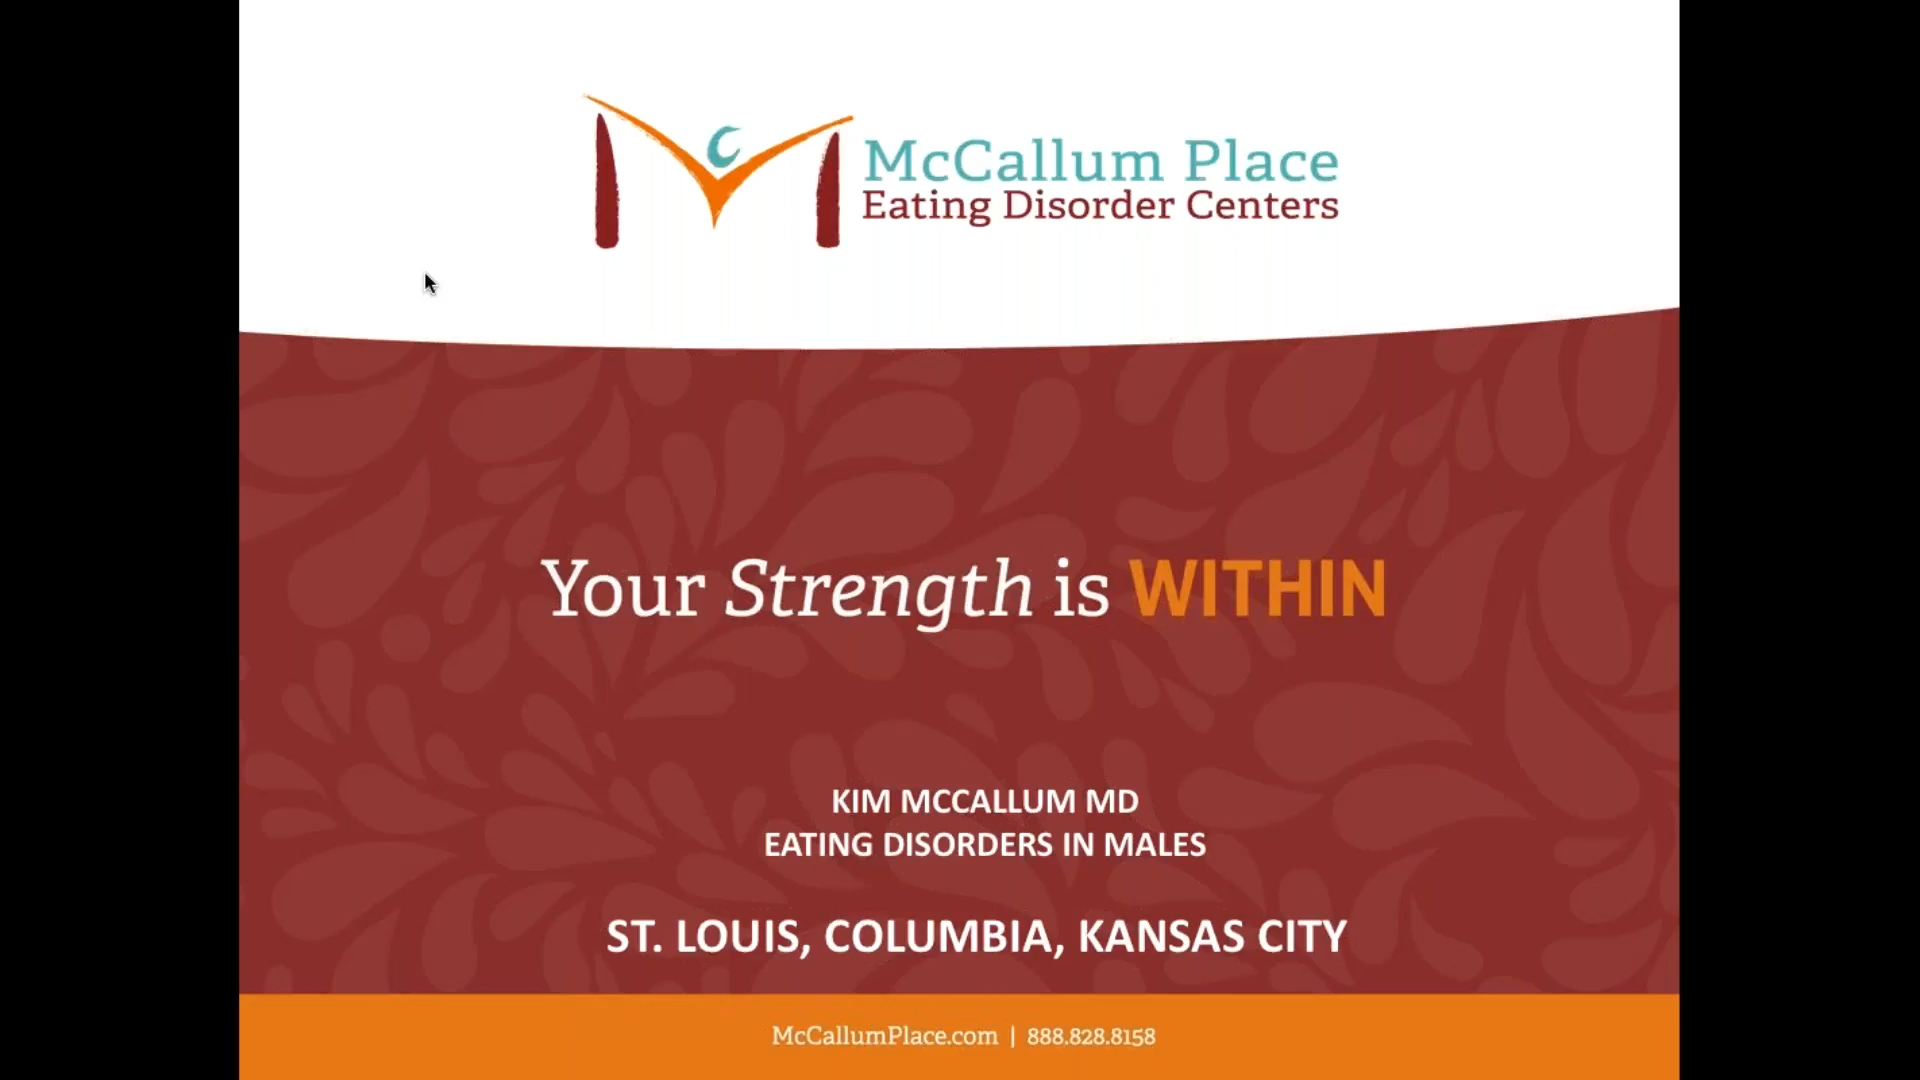 McCallum Place
Eating Disorder Centers
Your Strength is WITHIN
KIM MCCALLUM MD
EATING DISORDERS IN MALES
ST. LOUIS, COLUMBIA, KANSAS CITY
McCallumPlace.com | 888.828.8158